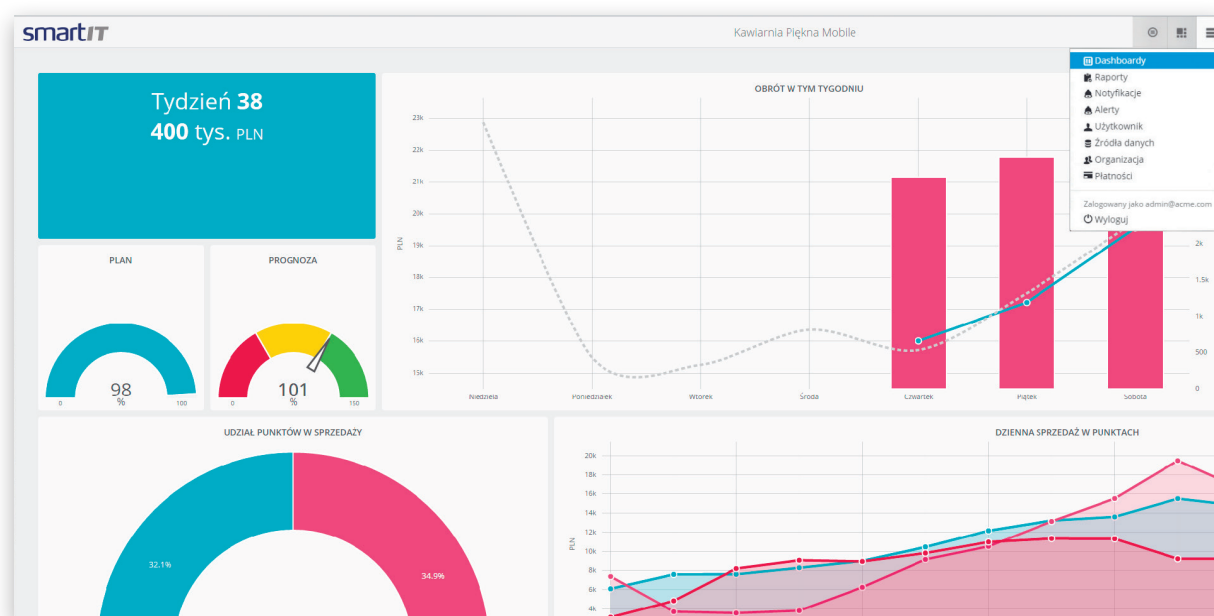 smartIT
Kawiarnia Piękna Mobile
Dashboardy
Raporty
Notyfikacje
Alerty
Użytkownik
Źródła danych
Organizacja
Płatności
Zalogowany jako admin@acme.com
Wyloguj
Tydzień 38
400 tys. PLN
OBRÓT W TYM TYGODNIU
23k
22k
21k
20k
19k
18k
17k
16k
15k
PLN
2k
1.5k
1k
500
0
Niedziela
Poniedziałek
Wtorek
Środa
Czwartek
Piątek
Sobota
PLAN
98
%
0
100
PROGNOZA
101
%
0
150
UDZIAŁ PUNKTÓW W SPRZEDAŻY
32.1%
34.9%
DZIENNA SPRZEDAŻ W PUNKTACH
20k
18k
16k
14k
12k
10k
8k
6k
4k
PLN